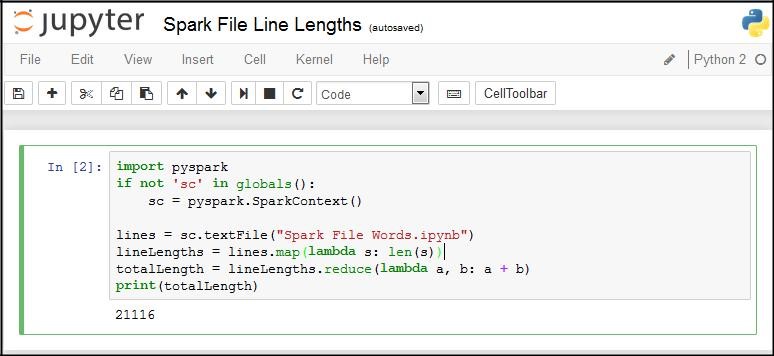 jupyter Spark File Line Lengths (autosaved)
File Edit View Insert Cell Kernel Help Python 2
Code CellToolbar
In [2]: import pyspark
if not 'sc' in globals():
    sc = pyspark.SparkContext()

lines = sc.textFile("Spark File Words.ipynb")
lineLengths = lines.map(lambda s: len(s))
totalLength = lineLengths.reduce(lambda a, b: a + b)
print(totalLength)
21116